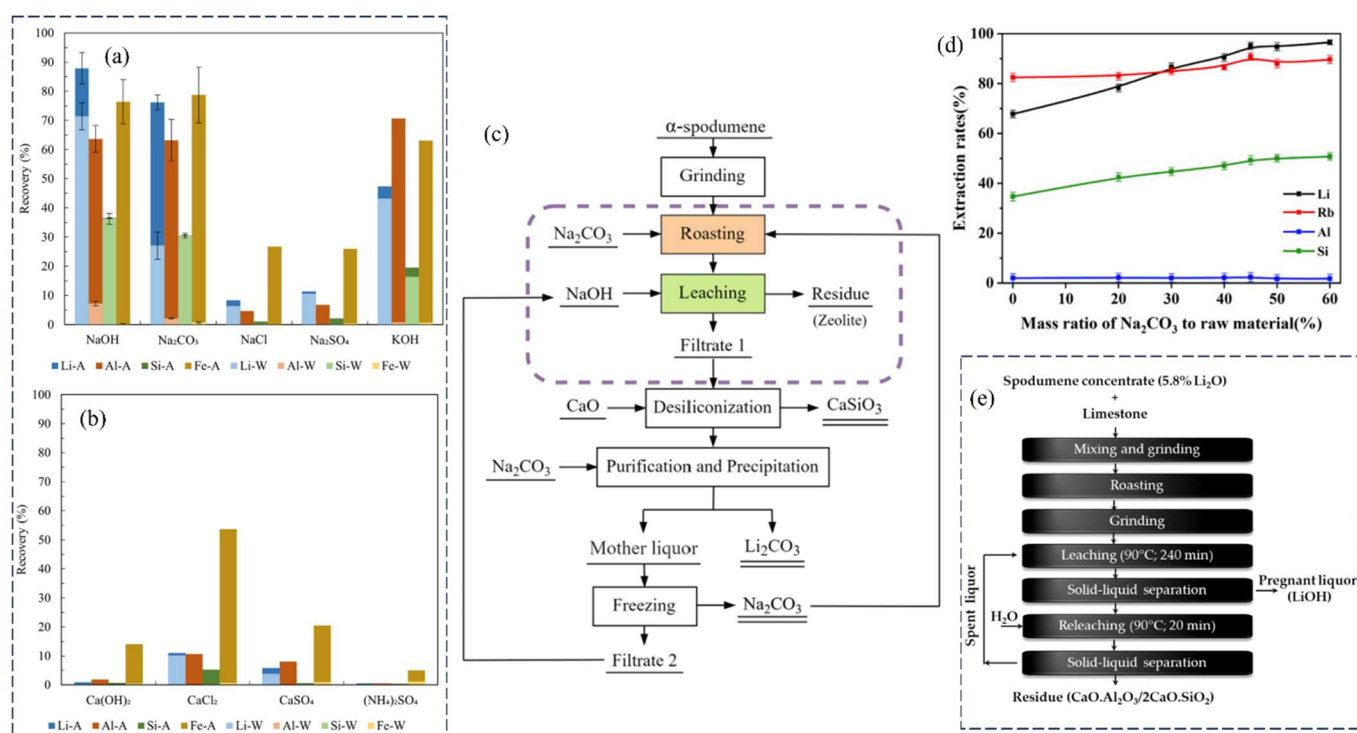 (a)
Recovery (%)
100
90
80
70
60
50
40
30
20
10
0
NaOH
Na₂CO₃
NaCl
Na₂SO₄
KOH
Li-A
Al-A
Si-A
Fe-A
Li-W
Al-W
Si-W
Fe-W
(b)
Recovery (%)
100
90
80
70
60
50
40
30
20
10
0
Ca(OH)₂
CaCl₂
CaSO₄
(NH₄)₂SO₄
Li-A
Al-A
Si-A
Fe-A
Li-W
Al-W
Si-W
Fe-W
(c)
α-spodumene
Grinding
Na₂CO₃
Roasting
NaOH
Leaching
Residue
(Zeolite)
Filtrate 1
CaO
Desiliconization
CaSiO₃
Na₂CO₃
Purification and Precipitation
Mother liquor
Li₂CO₃
Freezing
Na₂CO₃
Filtrate 2
(d)
Extraction rates(%)
100
80
60
40
20
0
Li
Rb
Al
Si
0
10
20
30
40
50
60
Mass ratio of Na₂CO₃ to raw material(%)
(e)
Spodumene concentrate (5.8% Li₂O)
+
Limestone
Mixing and grinding
Roasting
Grinding
Leaching (90°C; 240 min)
Solid-liquid separation
Pregnant liquor
(LiOH)
Spent liquor
H₂O
Releaching (90°C; 20 min)
Solid-liquid separation
Residue (CaO.Al₂O₃/2CaO.SiO₂)